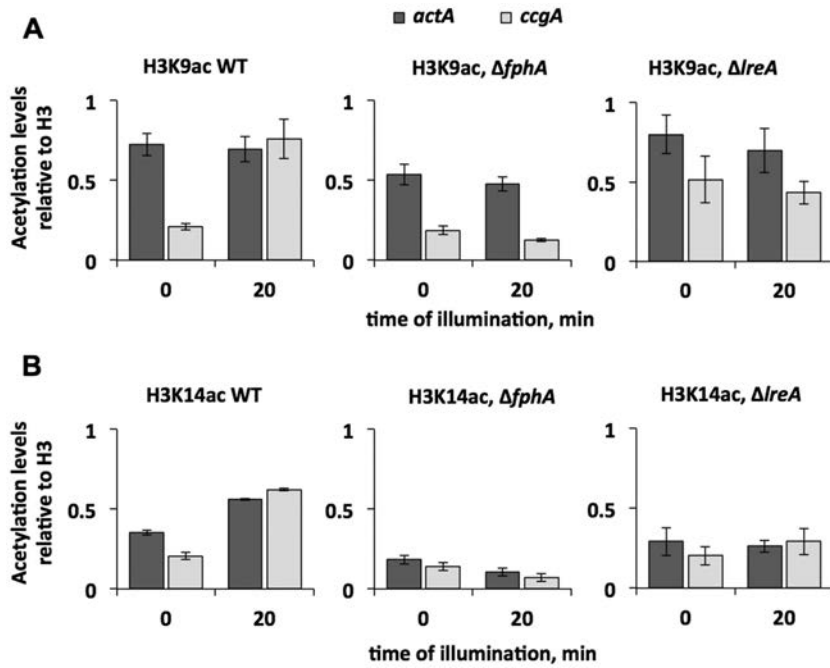 actA ccgA
A
H3K9ac WT H3K9ac, ΔfphA H3K9ac, ΔlreA
Acetylation levels
relative to H3
1 1 1
0.5 0.5 0.5
0 0 0
0 20 0 20 0 20
time of illumination, min
B
H3K14ac WT H3K14ac, ΔfphA H3K14ac, ΔlreA
Acetylation levels
relative to H3
1 1 1
0.5 0.5 0.5
0 0 0
0 20 0 20 0 20
time of illumination, min